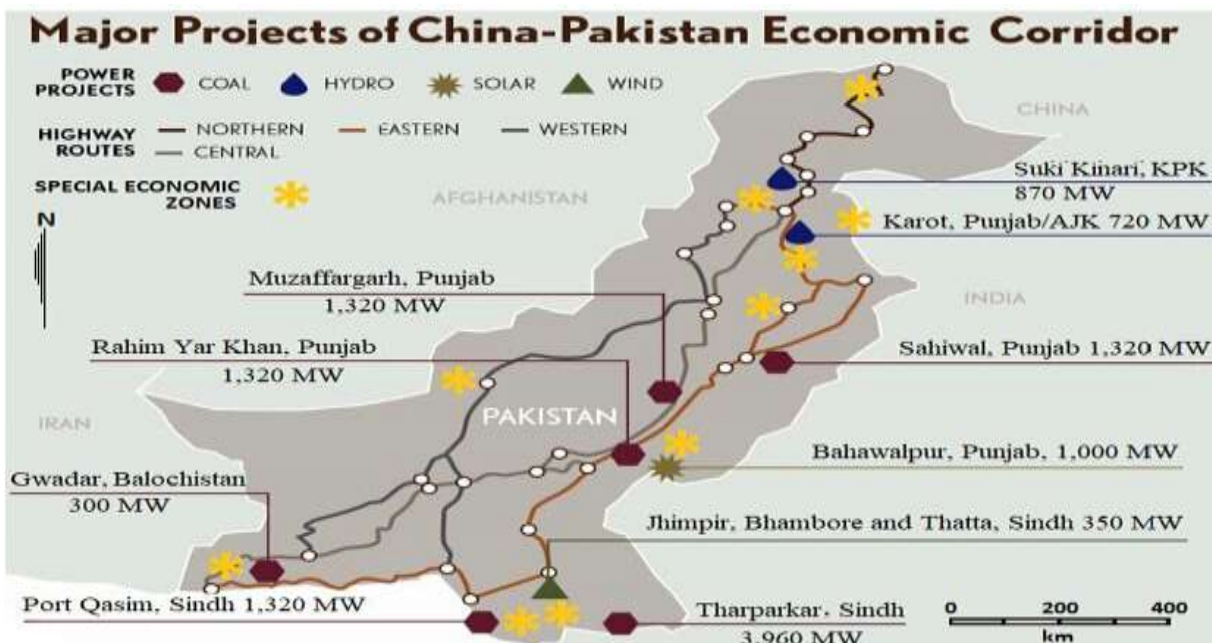 Major Projects of China-Pakistan Economic Corridor
POWER
PROJECTS
COAL
HYDRO
SOLAR
WIND
HIGHWAY
ROUTES
NORTHERN
EASTERN
WESTERN
CENTRAL
SPECIAL ECONOMIC
ZONES
N
CHINA
AFGHANISTAN
Suki Kinari, KPK
870 MW
Karot, Punjab/AJK 720 MW
Muzaffargarh, Punjab
1,320 MW
INDIA
Rahim Yar Khan, Punjab
1,320 MW
Sahiwal, Punjab 1,320 MW
IRAN
PAKISTAN
Bahawalpur, Punjab, 1,000 MW
Gwadar, Balochistan
300 MW
Jhimpir, Bhambore and Thatta, Sindh 350 MW
Port Qasim, Sindh 1,320 MW
Tharparkar, Sindh
3,960 MW
0 200 400
km